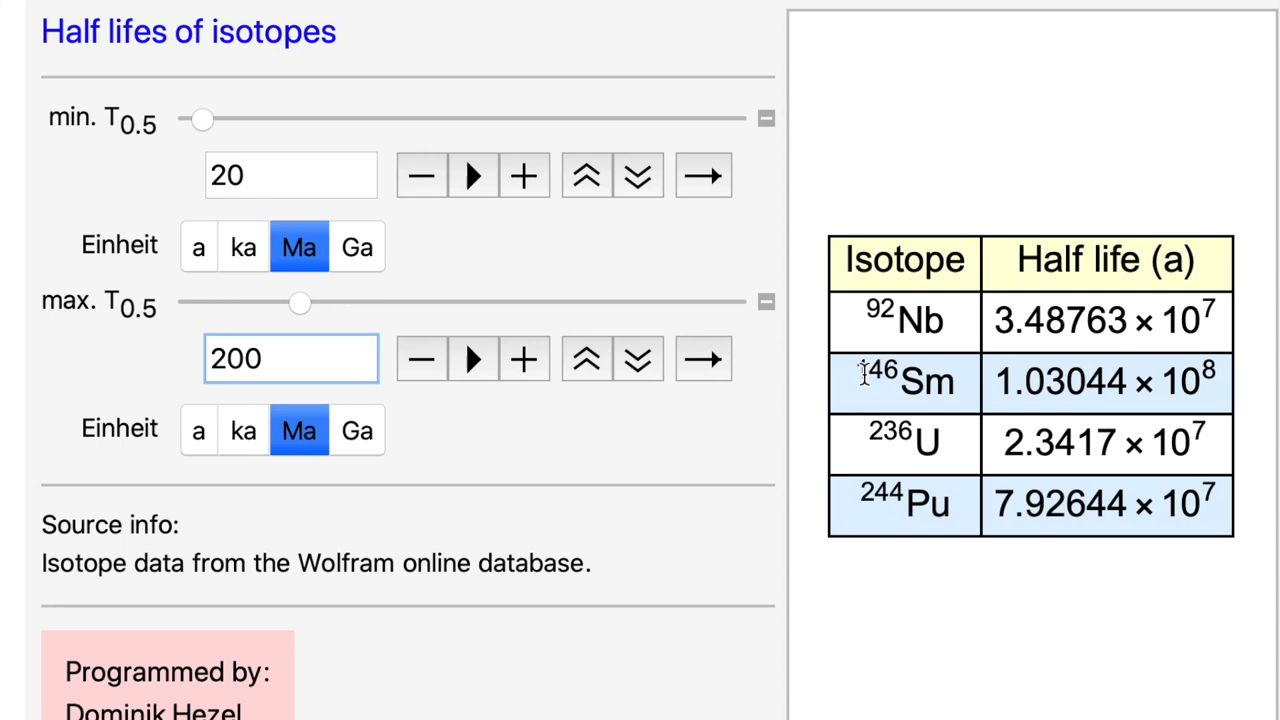 Half lifes of isotopes
min. T0.5
20
Einheit a ka Ma Ga
max. T0.5
200
Einheit a ka Ma Ga
Source info:
Isotope data from the Wolfram online database.
Programmed by:
Dominik Hezel
Isotope Half life (a)
⁹²Nb 3.48763 × 10⁷
¹⁴⁶Sm 1.03044 × 10⁸
²³⁶U 2.3417 × 10⁷
²⁴⁴Pu 7.92644 × 10⁷